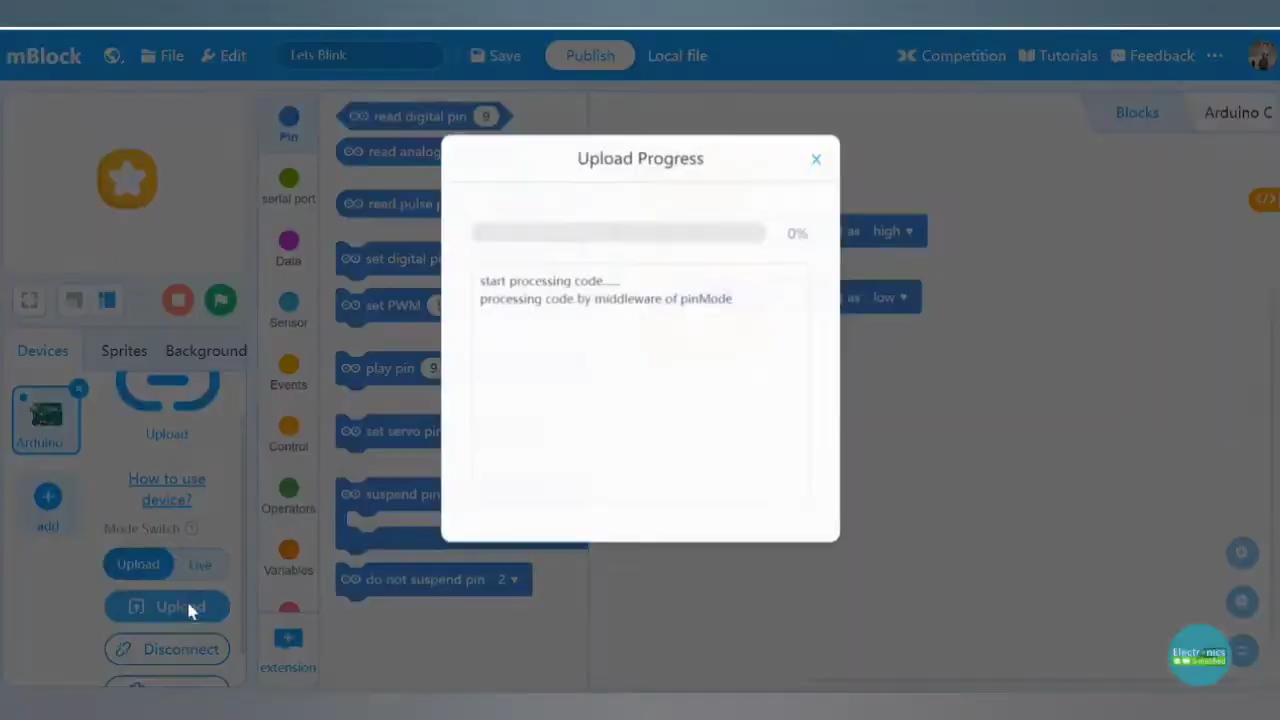 mBlock
File
Edit
Lets Blink
Save
Publish
Local file
Competition
Tutorials
Feedback
Blocks
Arduino C
Pin
serial port
Data
Sensor
Events
Control
Operators
Variables
extension
read digital pin 9
read analog
read pulse p
set digital p
set PWM
play pin 9
set servo pin
suspend pin
do not suspend pin 2 ▾
as high ▾
as low ▾
Upload Progress
0%
start processing code......
processing code by middleware of pinMode
Devices
Sprites
Background
Arduino
add
Upload
How to use
device?
Mode Switch
Upload
Live
Upload
Disconnect
Electronics
Simplified